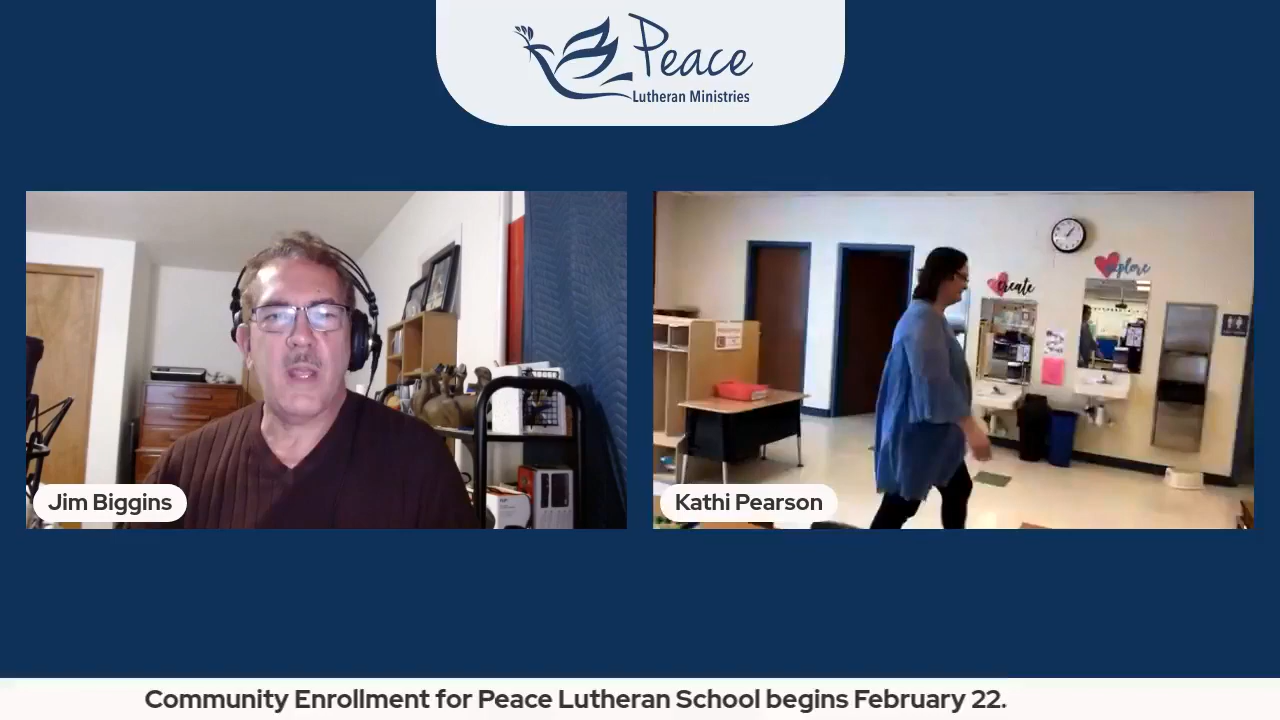 Peace
Lutheran Ministries
create
explore
Jim Biggins
Kathi Pearson
Community Enrollment for Peace Lutheran School begins February 22.